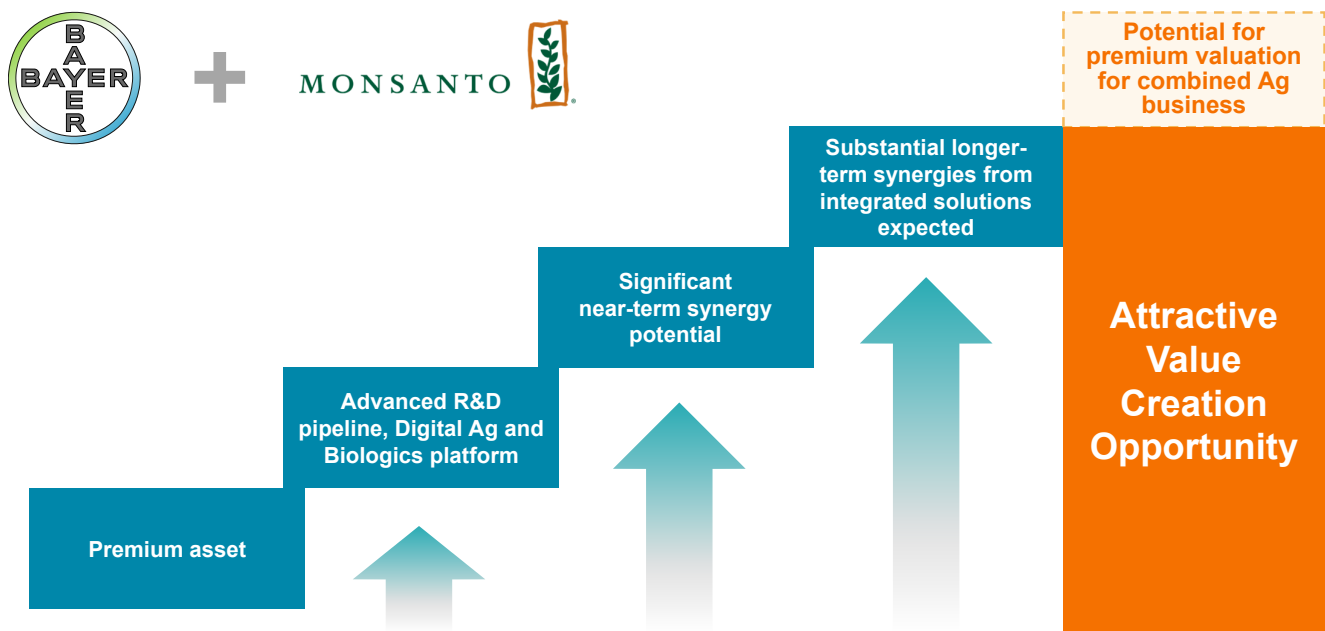 BAYER
BAYER
MONSANTO
®
Potential for
premium valuation
for combined Ag
business
Substantial longer-
term synergies from
integrated solutions
expected
Significant
near-term synergy
potential
Advanced R&D
pipeline, Digital Ag and
Biologics platform
Premium asset
Attractive
Value
Creation
Opportunity